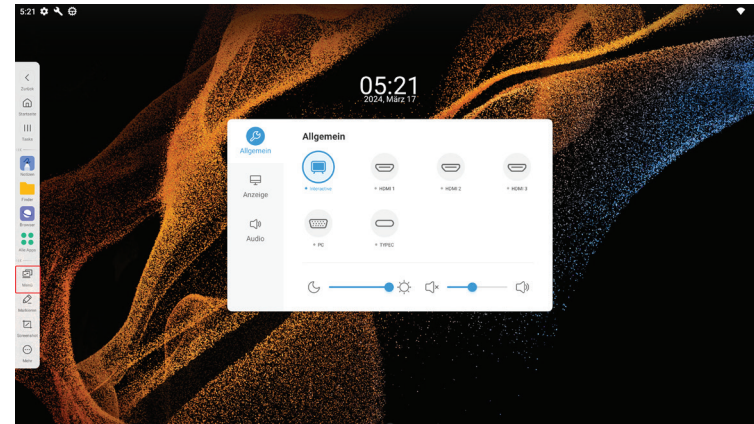 5:21
Zurück
Startseite
Tasks
05:21
2024, März 17
Finder
Browser
Alle Apps
Menü
Markieren
Screenshot
Mehr
Allgemein
Anzeige
Audio
Allgemein
Interactive
HDMI 1
HDMI 2
HDMI 3
PC
TYPEC